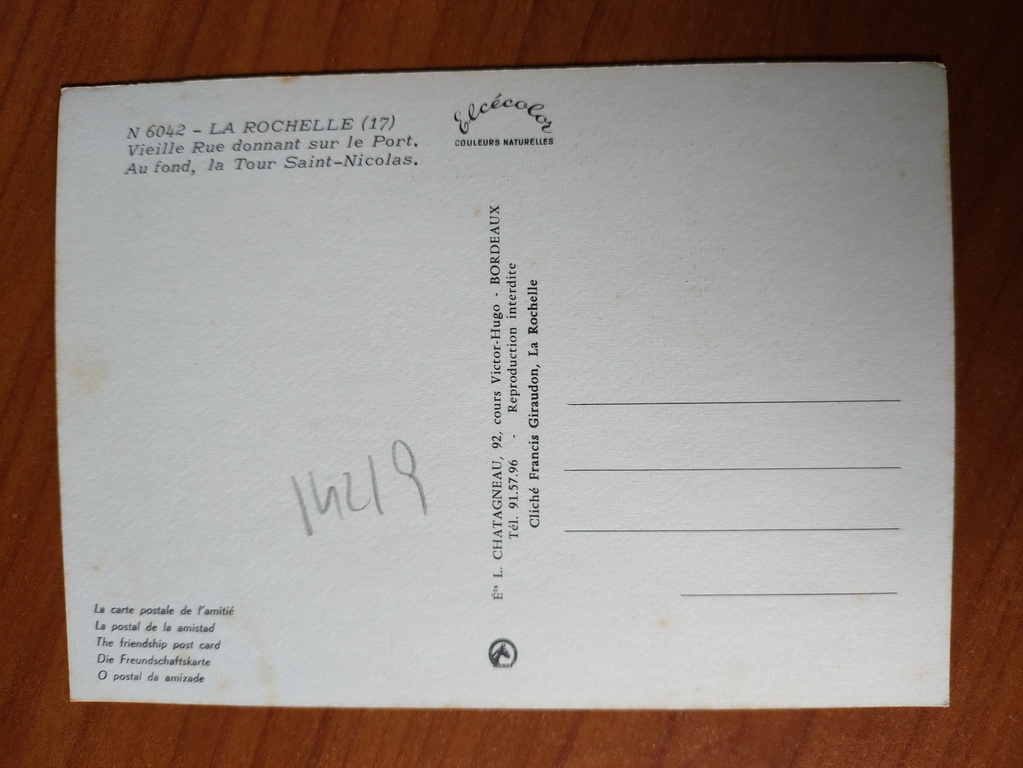 N 6042 - LA ROCHELLE (17)
Vieille Rue donnant sur le Port.
Au fond, la Tour Saint-Nicolas.
Elcécolor
COULEURS NATURELLES
Éts L. CHATAGNEAU, 92, cours Victor-Hugo - BORDEAUX
Tél. 91.57.96 - Reproduction interdite
Cliché Francis Giraudon, La Rochelle
14219
La carte postale de l'amitié
La postal de la amistad
The friendship post card
Die Freundschaftskarte
O postal da amizade